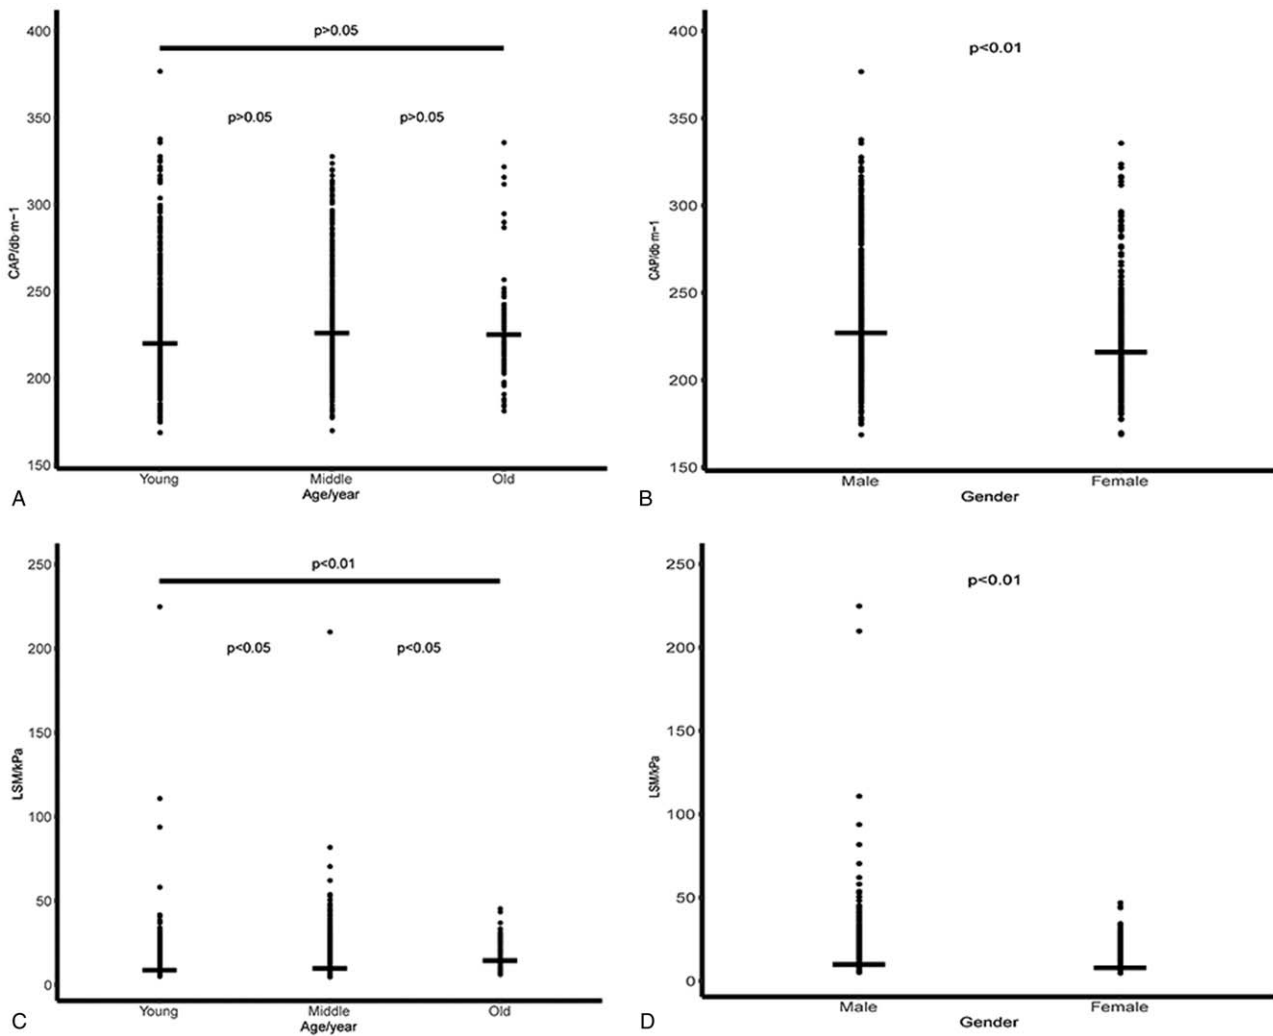 400
p>0.05
350
p>0.05
p>0.05
300
CAP/db·m−1
250
200
150
Young
Middle
Old
Age/year
A
400
p<0.01
350
300
CAP/db·m−1
250
200
150
Male
Female
Gender
B
250
p<0.01
200
p<0.05
p<0.05
150
LSM/kPa
100
50
0
Young
Middle
Old
Age/year
C
250
p<0.01
200
150
LSM/kPa
100
50
0
Male
Female
Gender
D